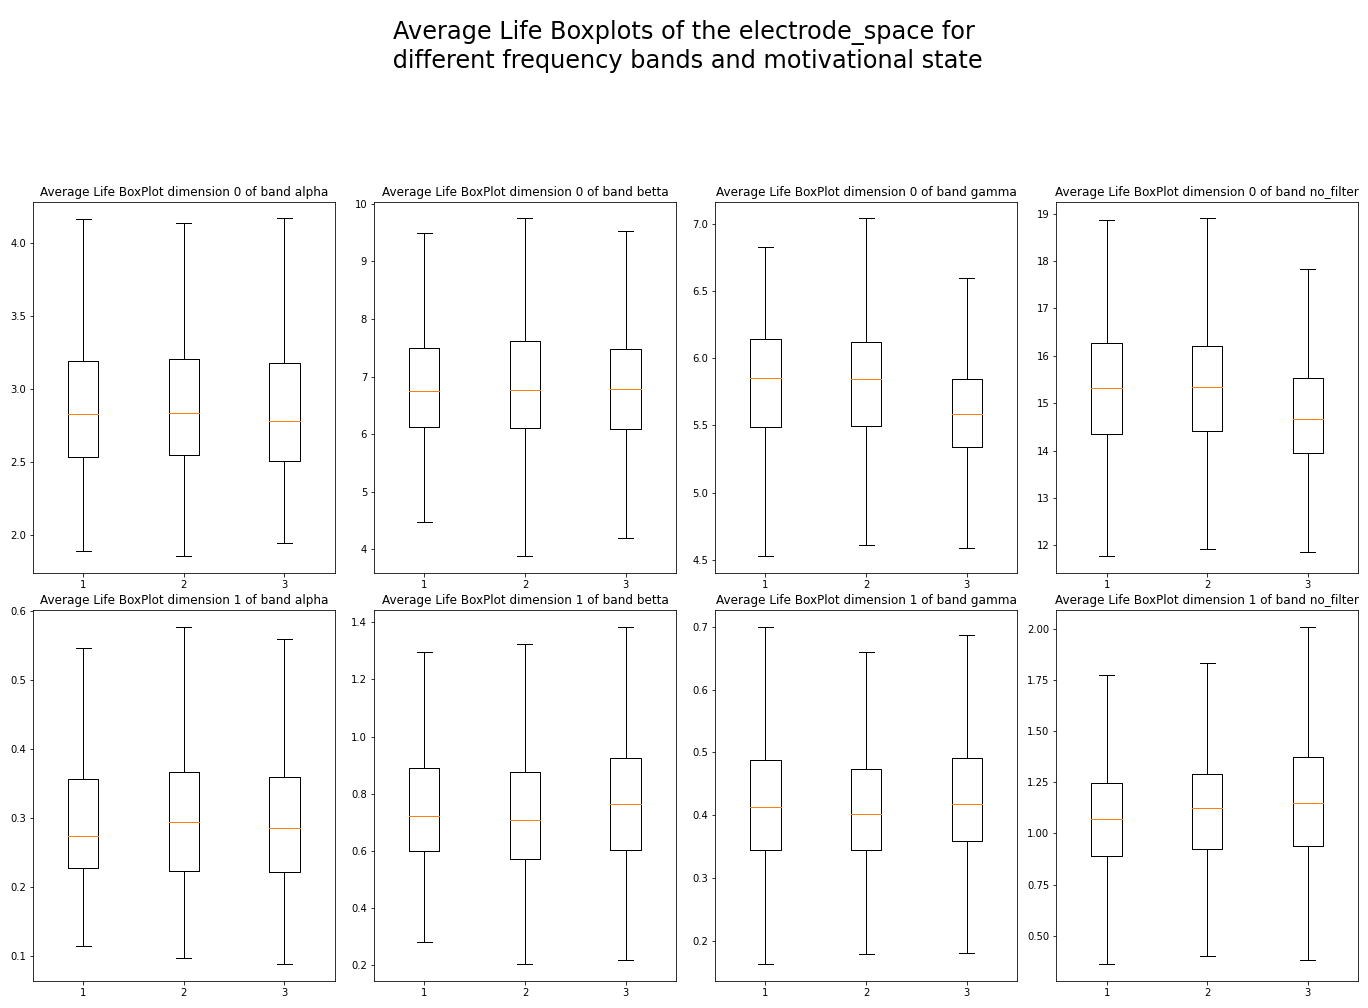 Average Life Boxplots of the electrode_space for
different frequency bands and motivational state
Average Life BoxPlot dimension 0 of band alpha
4.0
3.5
3.0
2.5
2.0
1 2 3
Average Life BoxPlot dimension 0 of band betta
10
9
8
7
6
5
4
1 2 3
Average Life BoxPlot dimension 0 of band gamma
7.0
6.5
6.0
5.5
5.0
4.5
1 2 3
Average Life BoxPlot dimension 0 of band no_filter
19
18
17
16
15
14
13
12
1 2 3
Average Life BoxPlot dimension 1 of band alpha
0.6
0.5
0.4
0.3
0.2
0.1
1 2 3
Average Life BoxPlot dimension 1 of band betta
1.4
1.2
1.0
0.8
0.6
0.4
0.2
1 2 3
Average Life BoxPlot dimension 1 of band gamma
0.7
0.6
0.5
0.4
0.3
0.2
1 2 3
Average Life BoxPlot dimension 1 of band no_filter
2.00
1.75
1.50
1.25
1.00
0.75
0.50
1 2 3